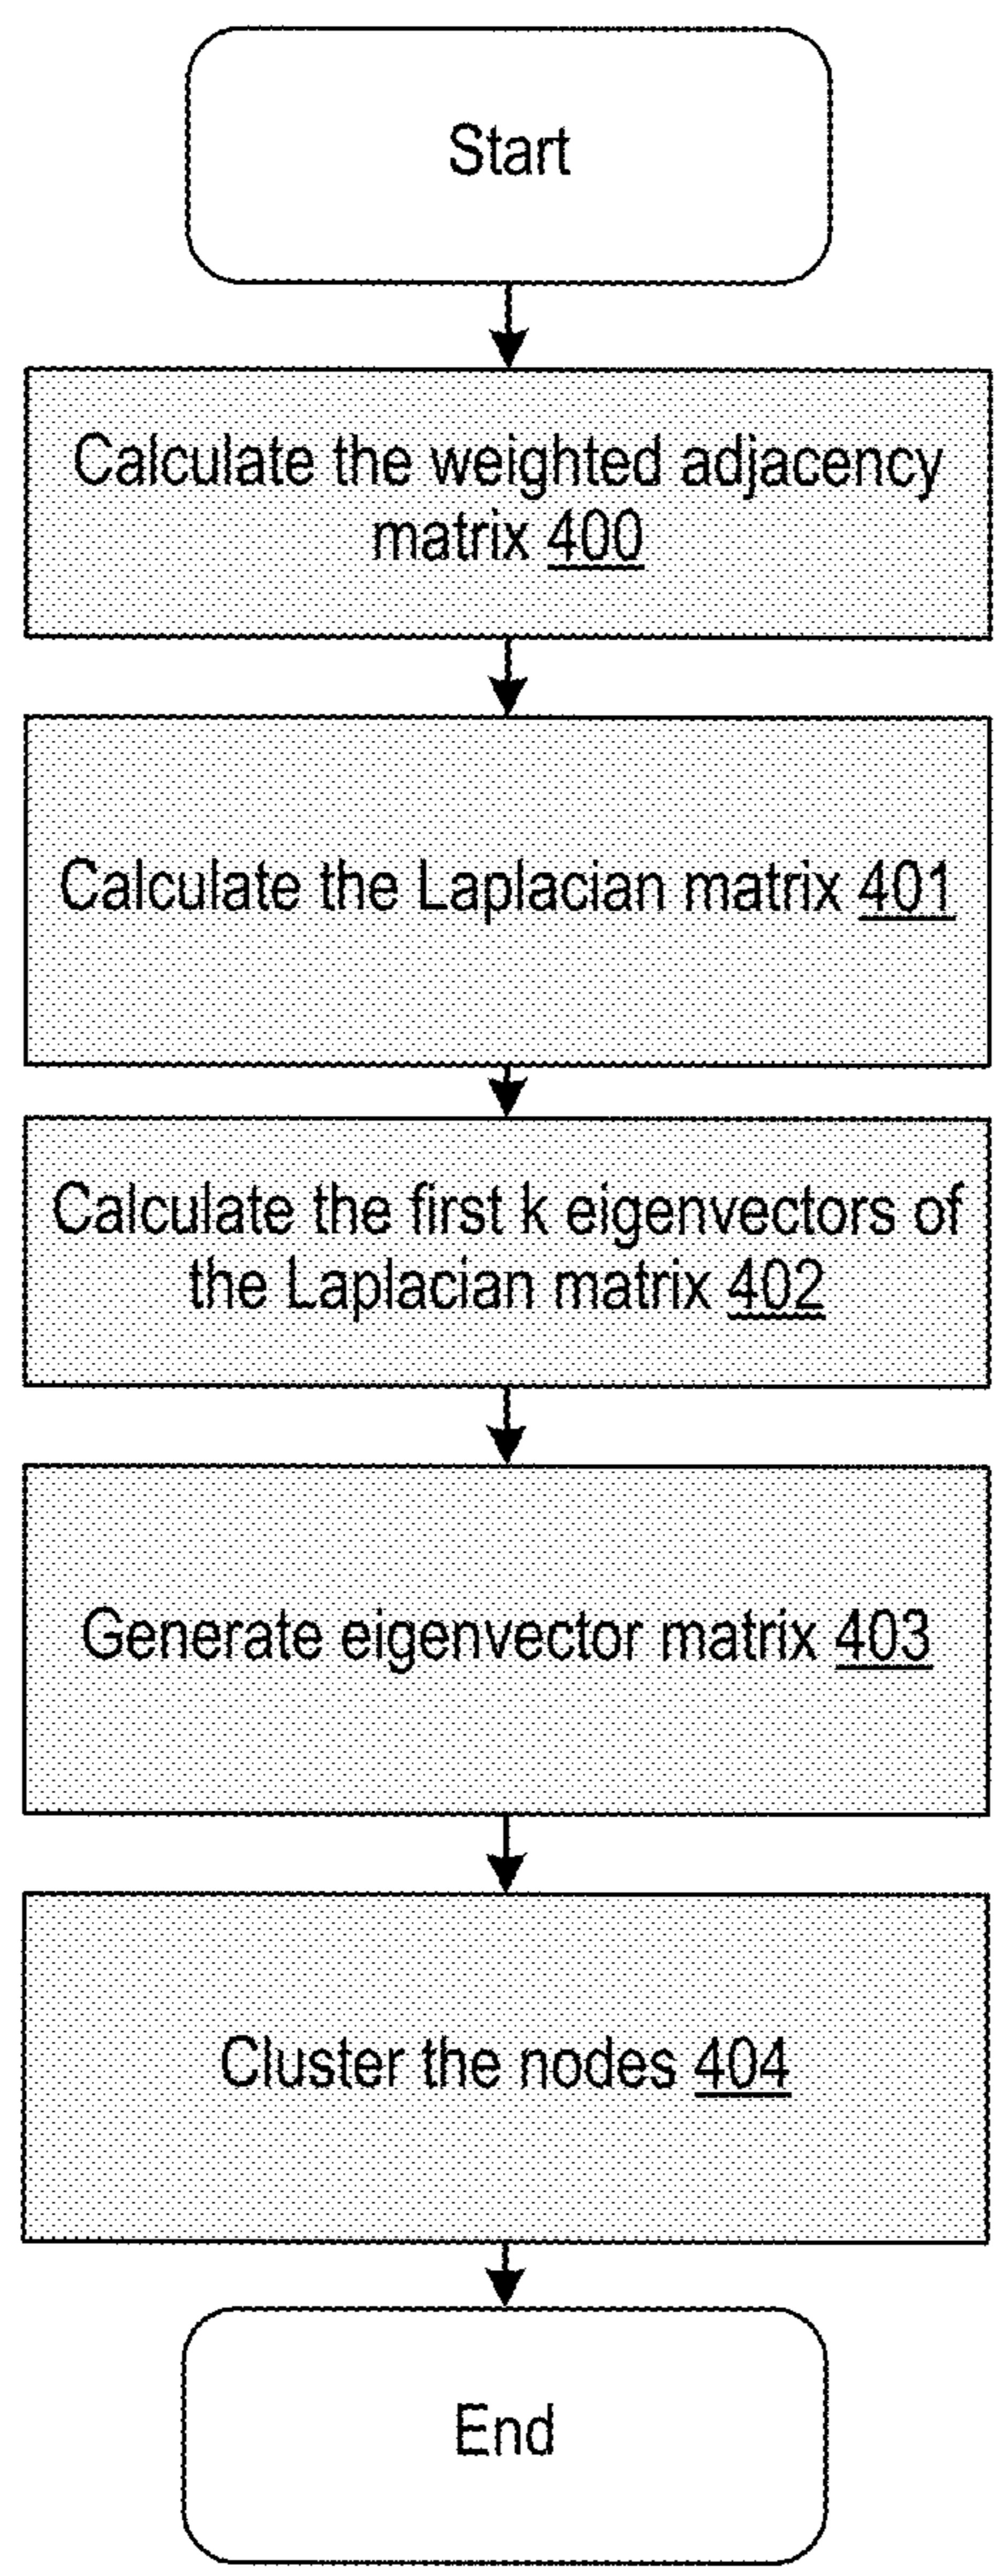 Start
Calculate the weighted adjacency
matrix 400
Calculate the Laplacian matrix 401
Calculate the first k eigenvectors of
the Laplacian matrix 402
Generate eigenvector matrix 403
Cluster the nodes 404
End